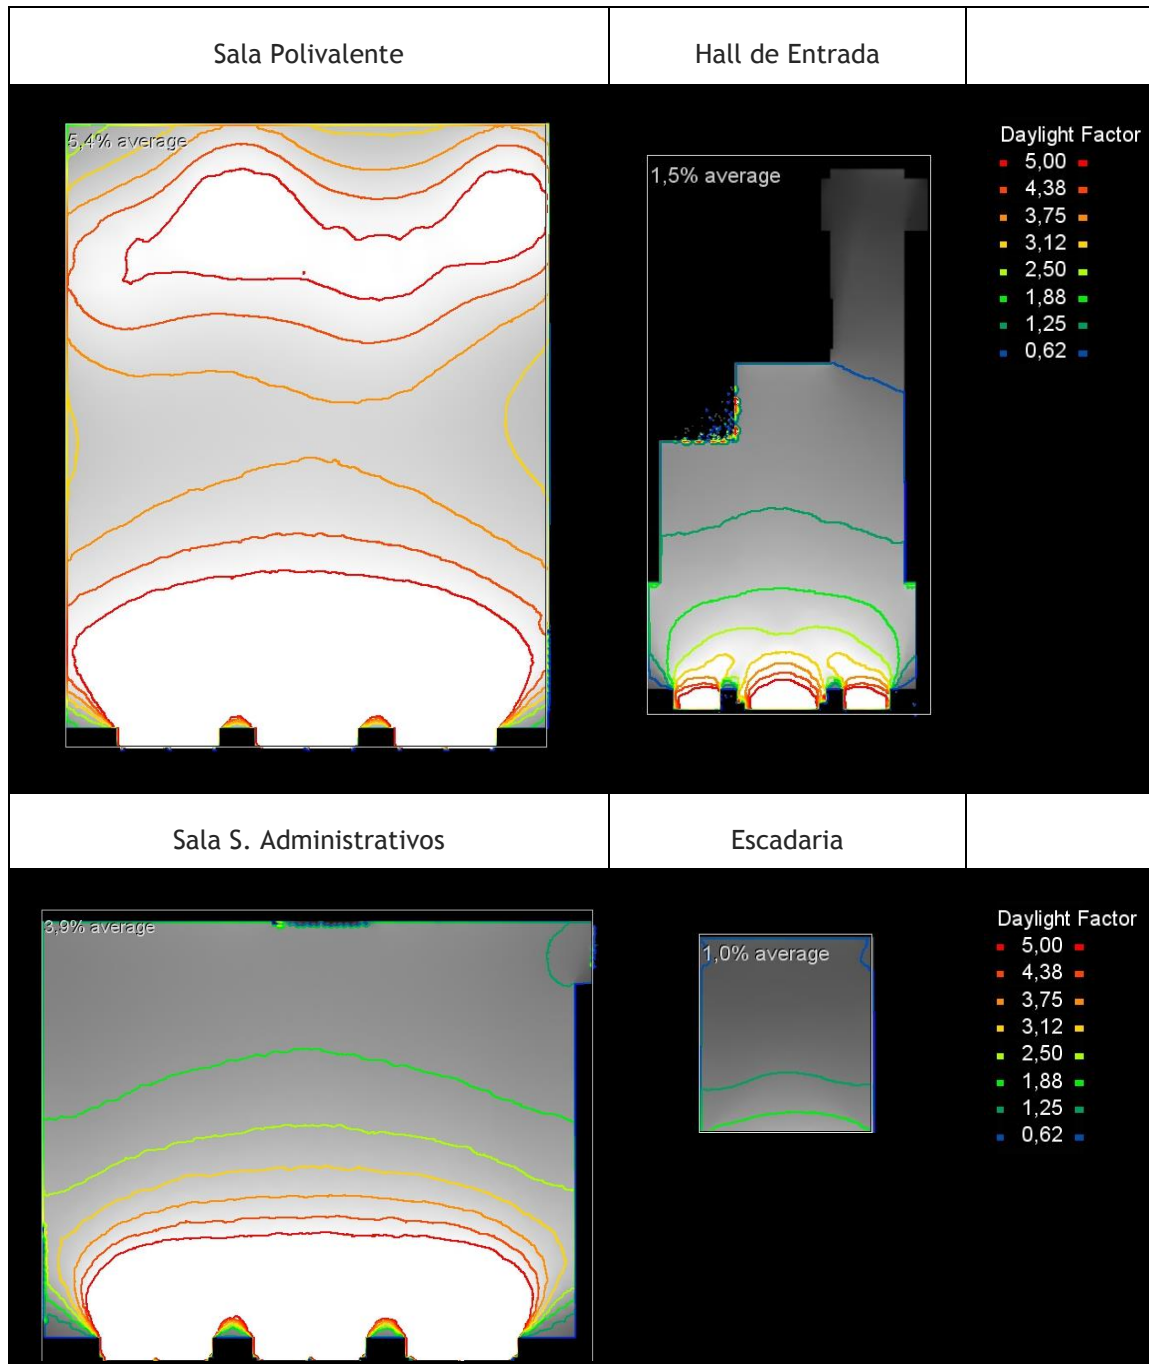 Sala Polivalente
Hall de Entrada
5,4% average
1,5% average
Daylight Factor
5,00
4,38
3,75
3,12
2,50
1,88
1,25
0,62
Sala S. Administrativos
Escadaria
3,9% average
1,0% average
Daylight Factor
5,00
4,38
3,75
3,12
2,50
1,88
1,25
0,62